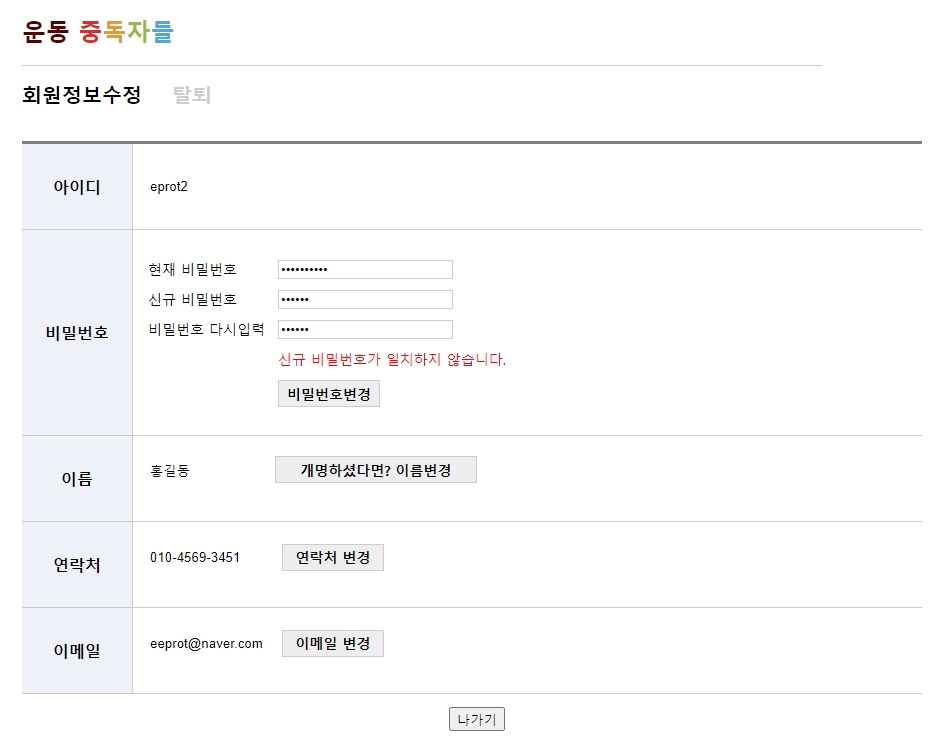 운동 중독자들
회원정보수정 탈퇴
아이디 eprot2
비밀번호
현재 비밀번호 ••••••••••
신규 비밀번호 ••••••
비밀번호 다시입력 ••••••
신규 비밀번호가 일치하지 않습니다.
비밀번호변경
이름 홍길동 개명하셨다면? 이름변경
연락처 010-4569-3451 연락처 변경
이메일 eeprot@naver.com 이메일 변경
나가기